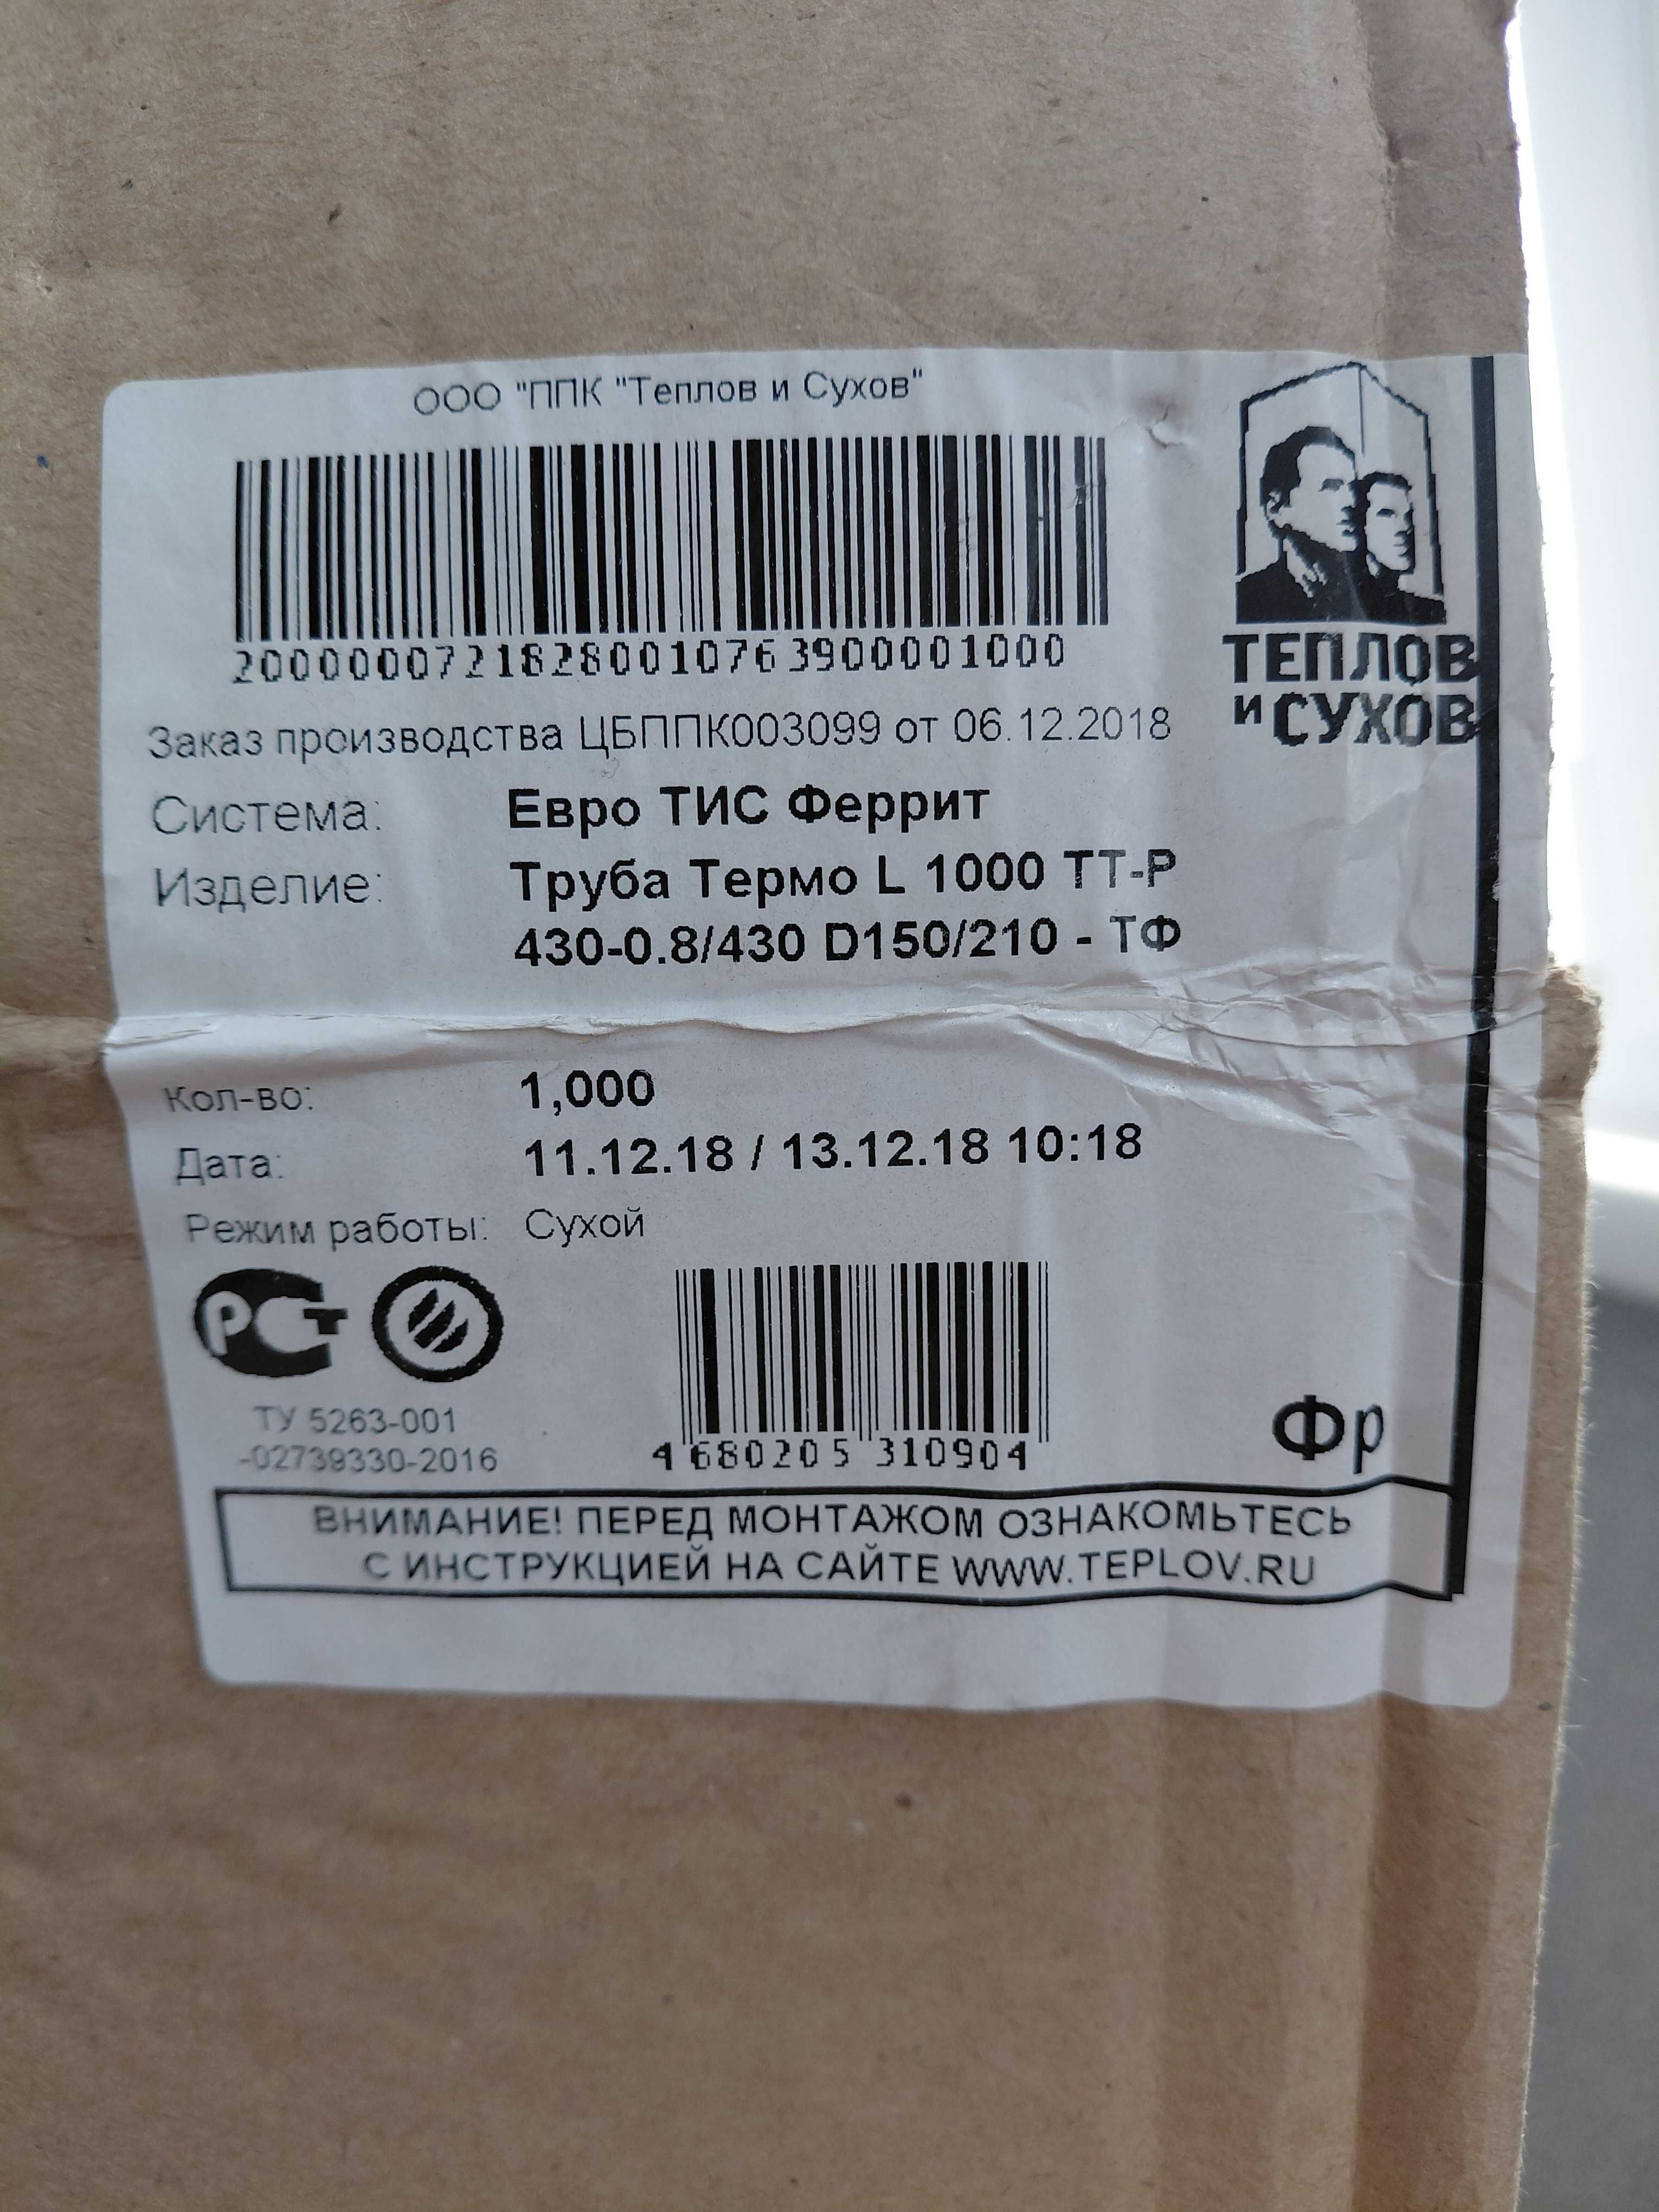 ООО "ППК "Теплов и Сухов"
20000007218280010763900001000
ТЕПЛОВ
И СУХОВ
Заказ производства ЦБППК003099 от 06.12.2018
Система: Евро ТИС Феррит
Изделие: Труба Термо L 1000 ТТ-Р
430-0.8/430 D150/210 - ТФ
Кол-во: 1,000
Дата: 11.12.18 / 13.12.18 10:18
Режим работы: Сухой
РСТ
ТУ 5263-001
-02739330-2016
4 680205 310904
Фр
ВНИМАНИЕ! ПЕРЕД МОНТАЖОМ ОЗНАКОМЬТЕСЬ
С ИНСТРУКЦИЕЙ НА САЙТЕ WWW.TEPLOV.RU